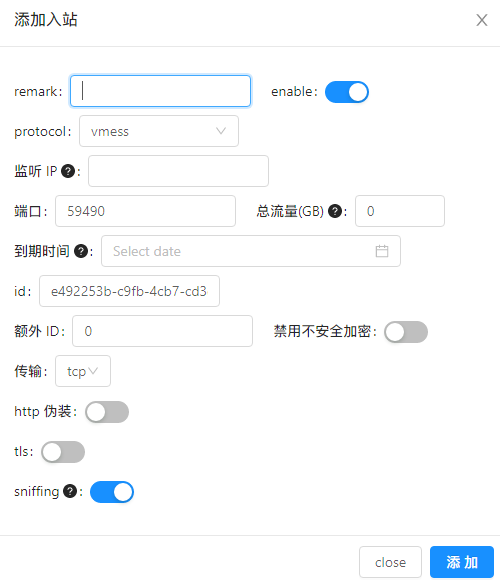 添加入站
remark: enable:
protocol: vmess
监听 IP ?:
端口: 59490 总流量(GB) ?: 0
到期时间 ?: Select date
id: e492253b-c9fb-4cb7-cd3
额外 ID: 0 禁用不安全加密:
传输: tcp
http 伪装:
tls:
sniffing ?:
close 添 加